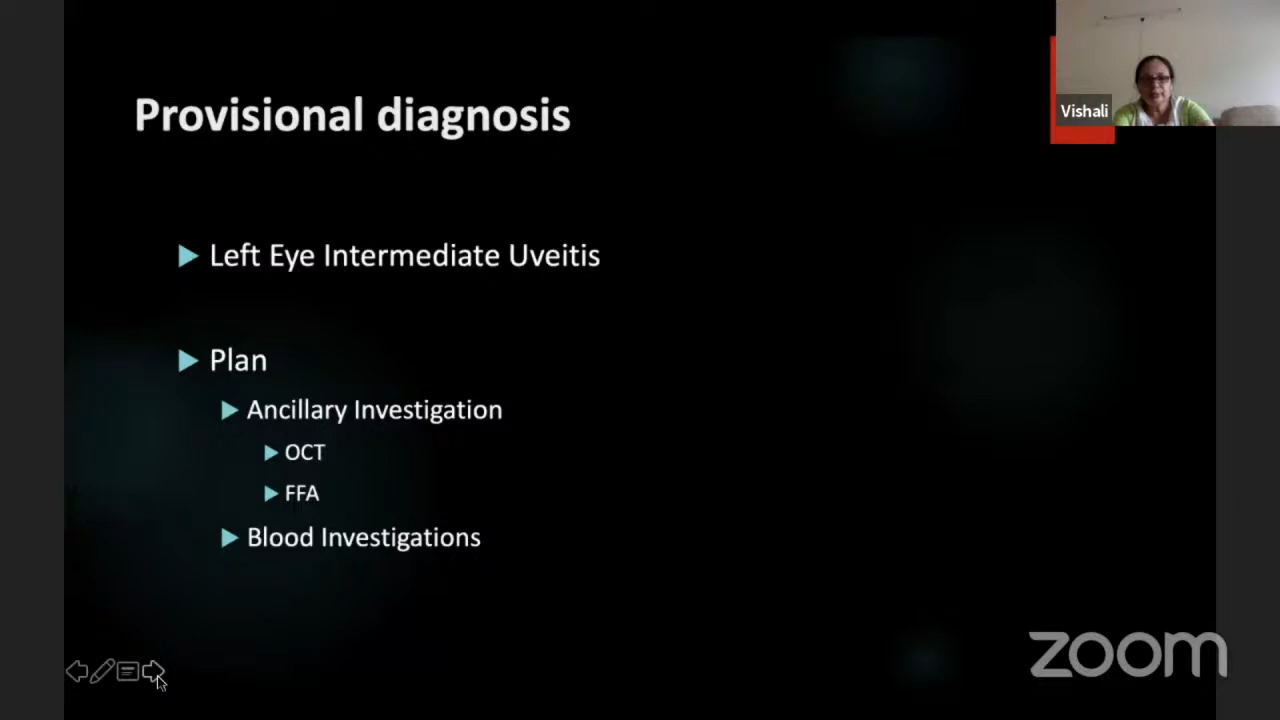 Provisional diagnosis
Vishali
Left Eye Intermediate Uveitis
Plan
Ancillary Investigation
OCT
FFA
Blood Investigations
zoom